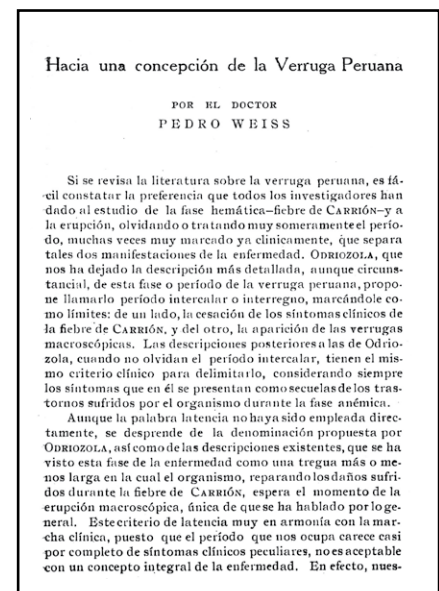 Hacia una concepción de la Verruga Peruana
POR EL DOCTOR
PEDRO WEISS
Si se revisa la literatura sobre la verruga peruana, es fá-
cil constatar la preferencia que todos los investigadores han
dado al estudio de la fase hemática—fiebre de CARRIÓN—y a
la erupción, olvidando o tratando muy someramente el perío-
do, muchas veces muy marcado ya clinicamente, que separa
tales dos manifestaciones de la enfermedad. ODRIOZOLA, que
nos ha dejado la descripción más detallada, aunque circuns-
tancial, de esta fase o período de la verruga peruana, propo-
ne llamarlo período intercalar o interregno, marcándole co-
mo límites: de un lado, la cesación de los síntomas clínicos de
la fiebre de CARRIÓN, y del otro, la aparición de las verrugas
macroscópicas. Las descripciones posteriores a las de Odrio-
zola, cuando no olvidan el período intercalar, tienen el mis-
mo criterio clínico para delimitarlo, considerando siempre
los síntomas que en él se presentan como secuelas de los tras-
tornos sufridos por el organismo durante la fase anémica.
Aunque la palabra latencia no haya sido empleada direc-
tamente, se desprende de la denominación propuesta por
ODRIOZOLA, así como de las descripciones existentes, que se ha
visto esta fase de la enfermedad como una tregua más o me-
nos larga en la cual el organismo, reparando los daños sufri-
dos durante la fiebre de CARRIÓN, espera el momento de la
erupción macroscópica, única de que se ha hablado por lo ge-
neral. Este criterio de latencia muy en armonía con la mar-
cha clínica, puesto que el período que nos ocupa carece casi
por completo de síntomas clínicos peculiares, no es aceptable
con un concepto integral de la enfermedad. En efecto, nues-